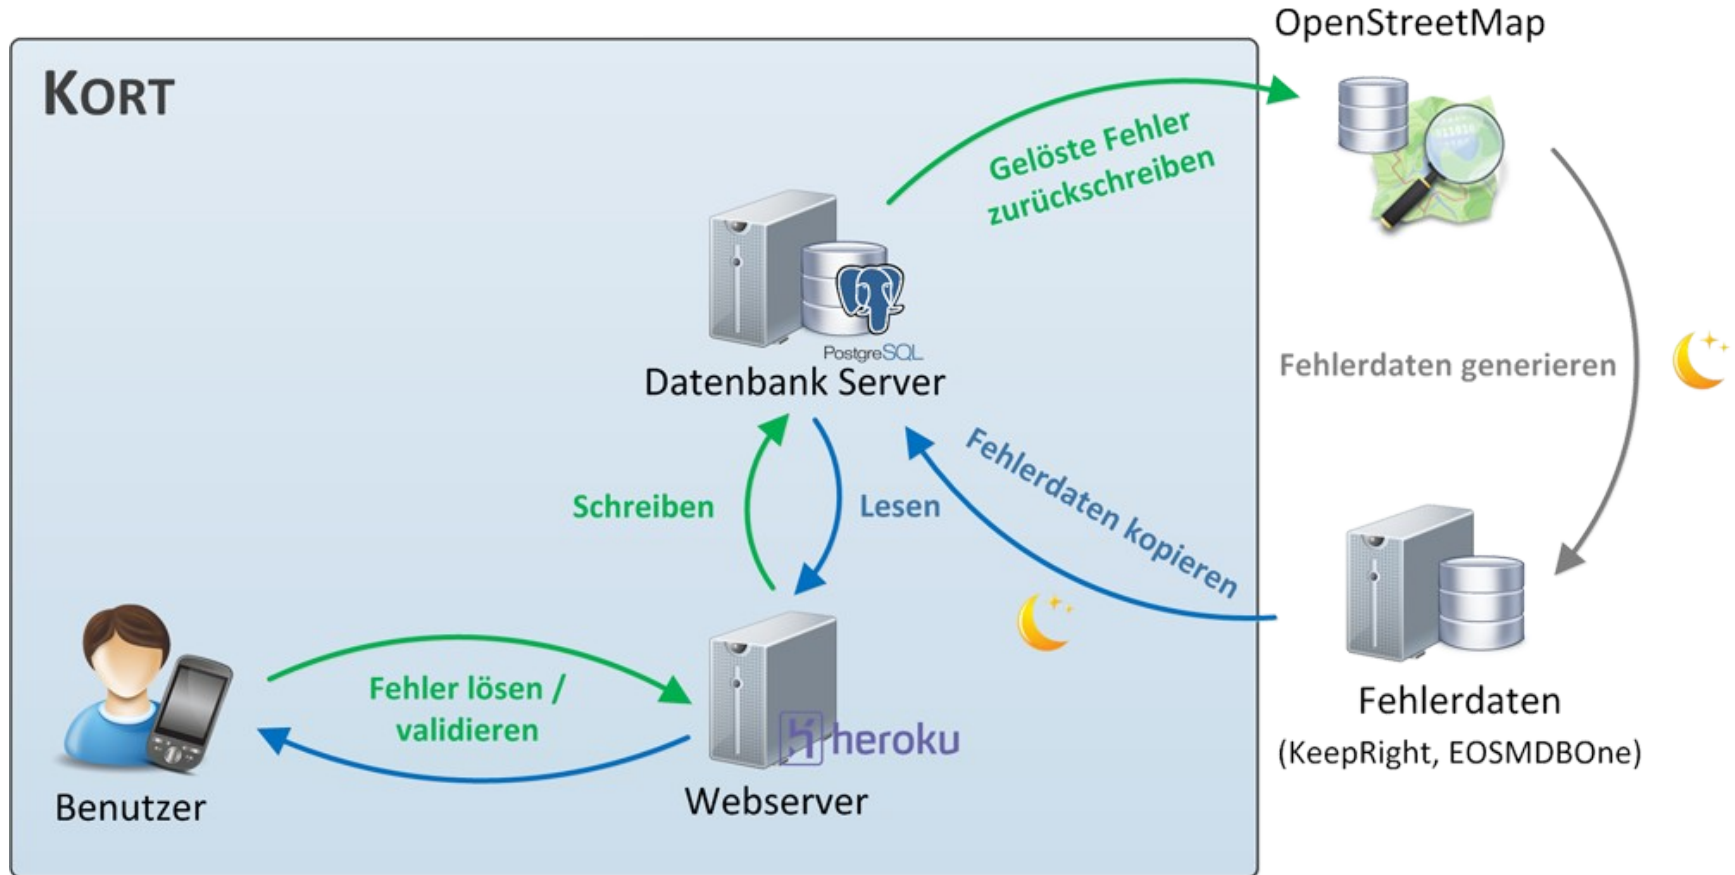 OpenStreetMap
KORT
Gelöste Fehler
zurückschreiben
PostgreSQL
Datenbank Server
Fehlerdaten generieren
Fehlerdaten kopieren
Schreiben
Lesen
Fehler lösen /
validieren
heroku
Fehlerdaten
(KeepRight, EOSMDBOne)
Benutzer
Webserver